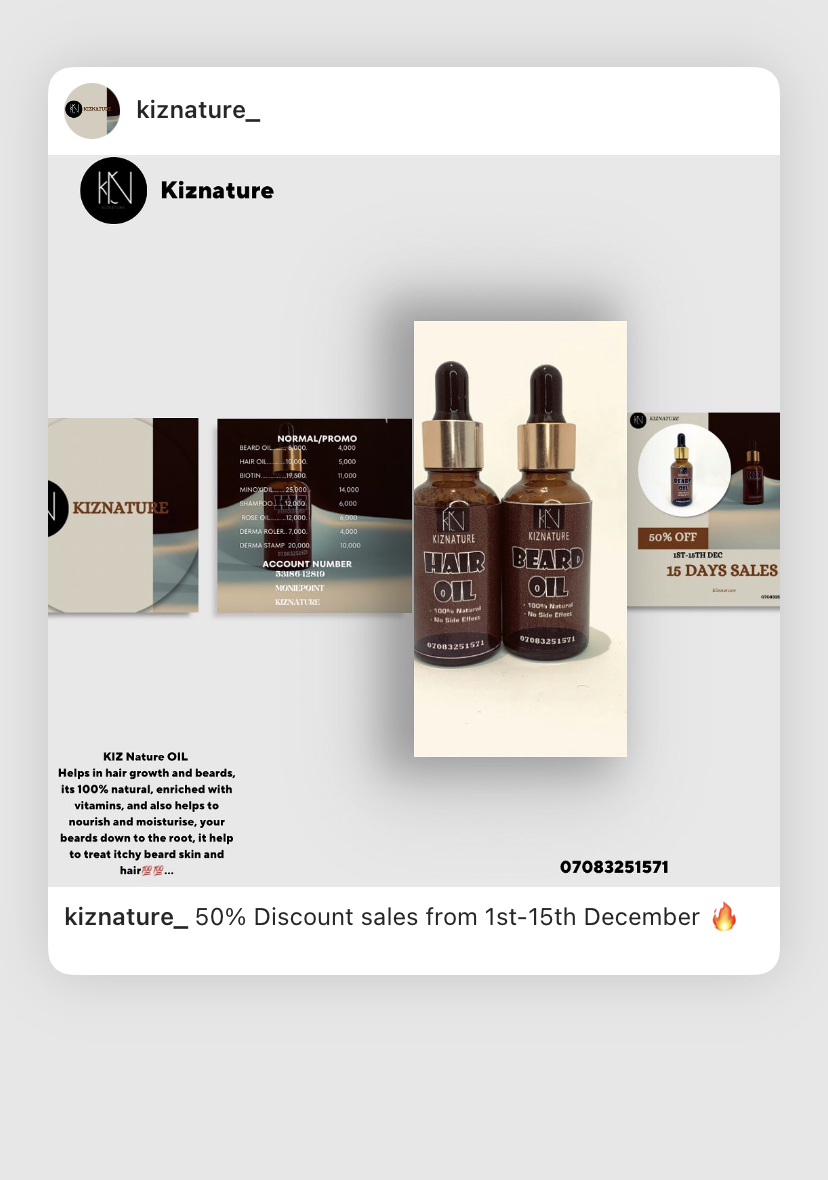 kiznature_
Kiznature
KIZNATURE
NORMAL/PROMO
BEARD OIL...... 8,000. 4,000
HAIR OIL.........10,000. 5,000
BIOTIN............19,500. 11,000
MINOXIDIL.....25,000 14,000
SHAMPOO.....12,000. 6,000
ROSE OIL.......12,000. 6,000
DERMA ROLER..7,000. 4,000
DERMA STAMP 20,000. 10,000
ACCOUNT NUMBER
MONIEPOINT
KIZNATURE
KIZNATURE
HAIR
OIL
· 100% Natural
· No Side Effect
07083251571
KIZNATURE
BEARD
OIL
· 100% Natural
· No Side Effect
07083251571
KIZNATURE
BEARD
OIL
50% OFF
1ST-15TH DEC
15 DAYS SALES
Kiznature
KIZ Nature OIL
Helps in hair growth and beards,
its 100% natural, enriched with
vitamins, and also helps to
nourish and moisturise, your
beards down to the root, it help
to treat itchy beard skin and
hair💯💯...
07083251571
kiznature_ 50% Discount sales from 1st-15th December 🔥